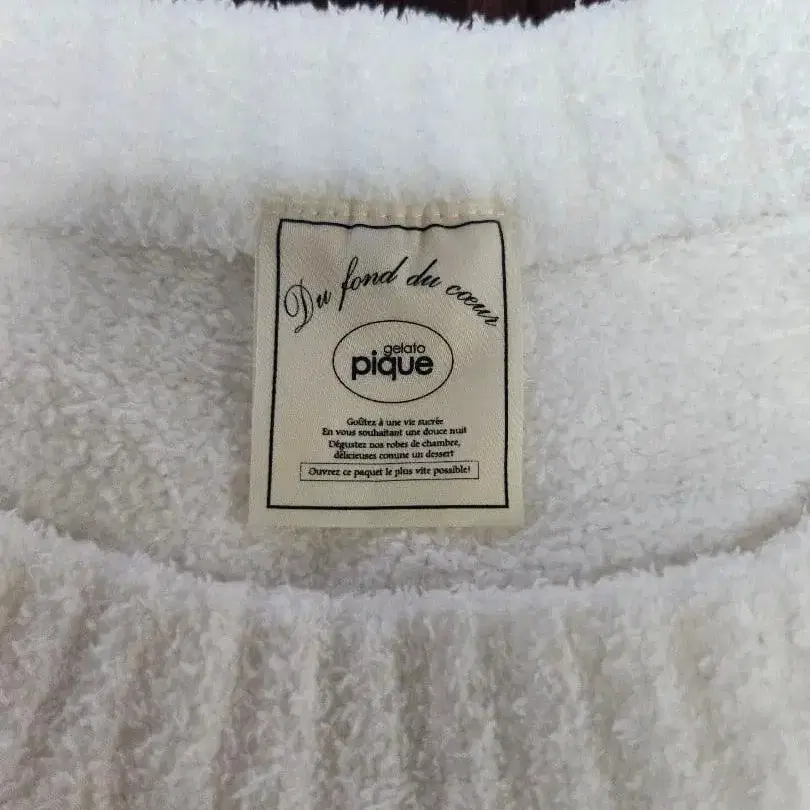 Du fond du cœur
gelato
pique
Goûtez à une vie sucrée
En vous souhaitant une douce nuit
Dégustez nos robes de chambre,
délicieuses comme un dessert
Ouvrez ce paquet le plus vite possible!